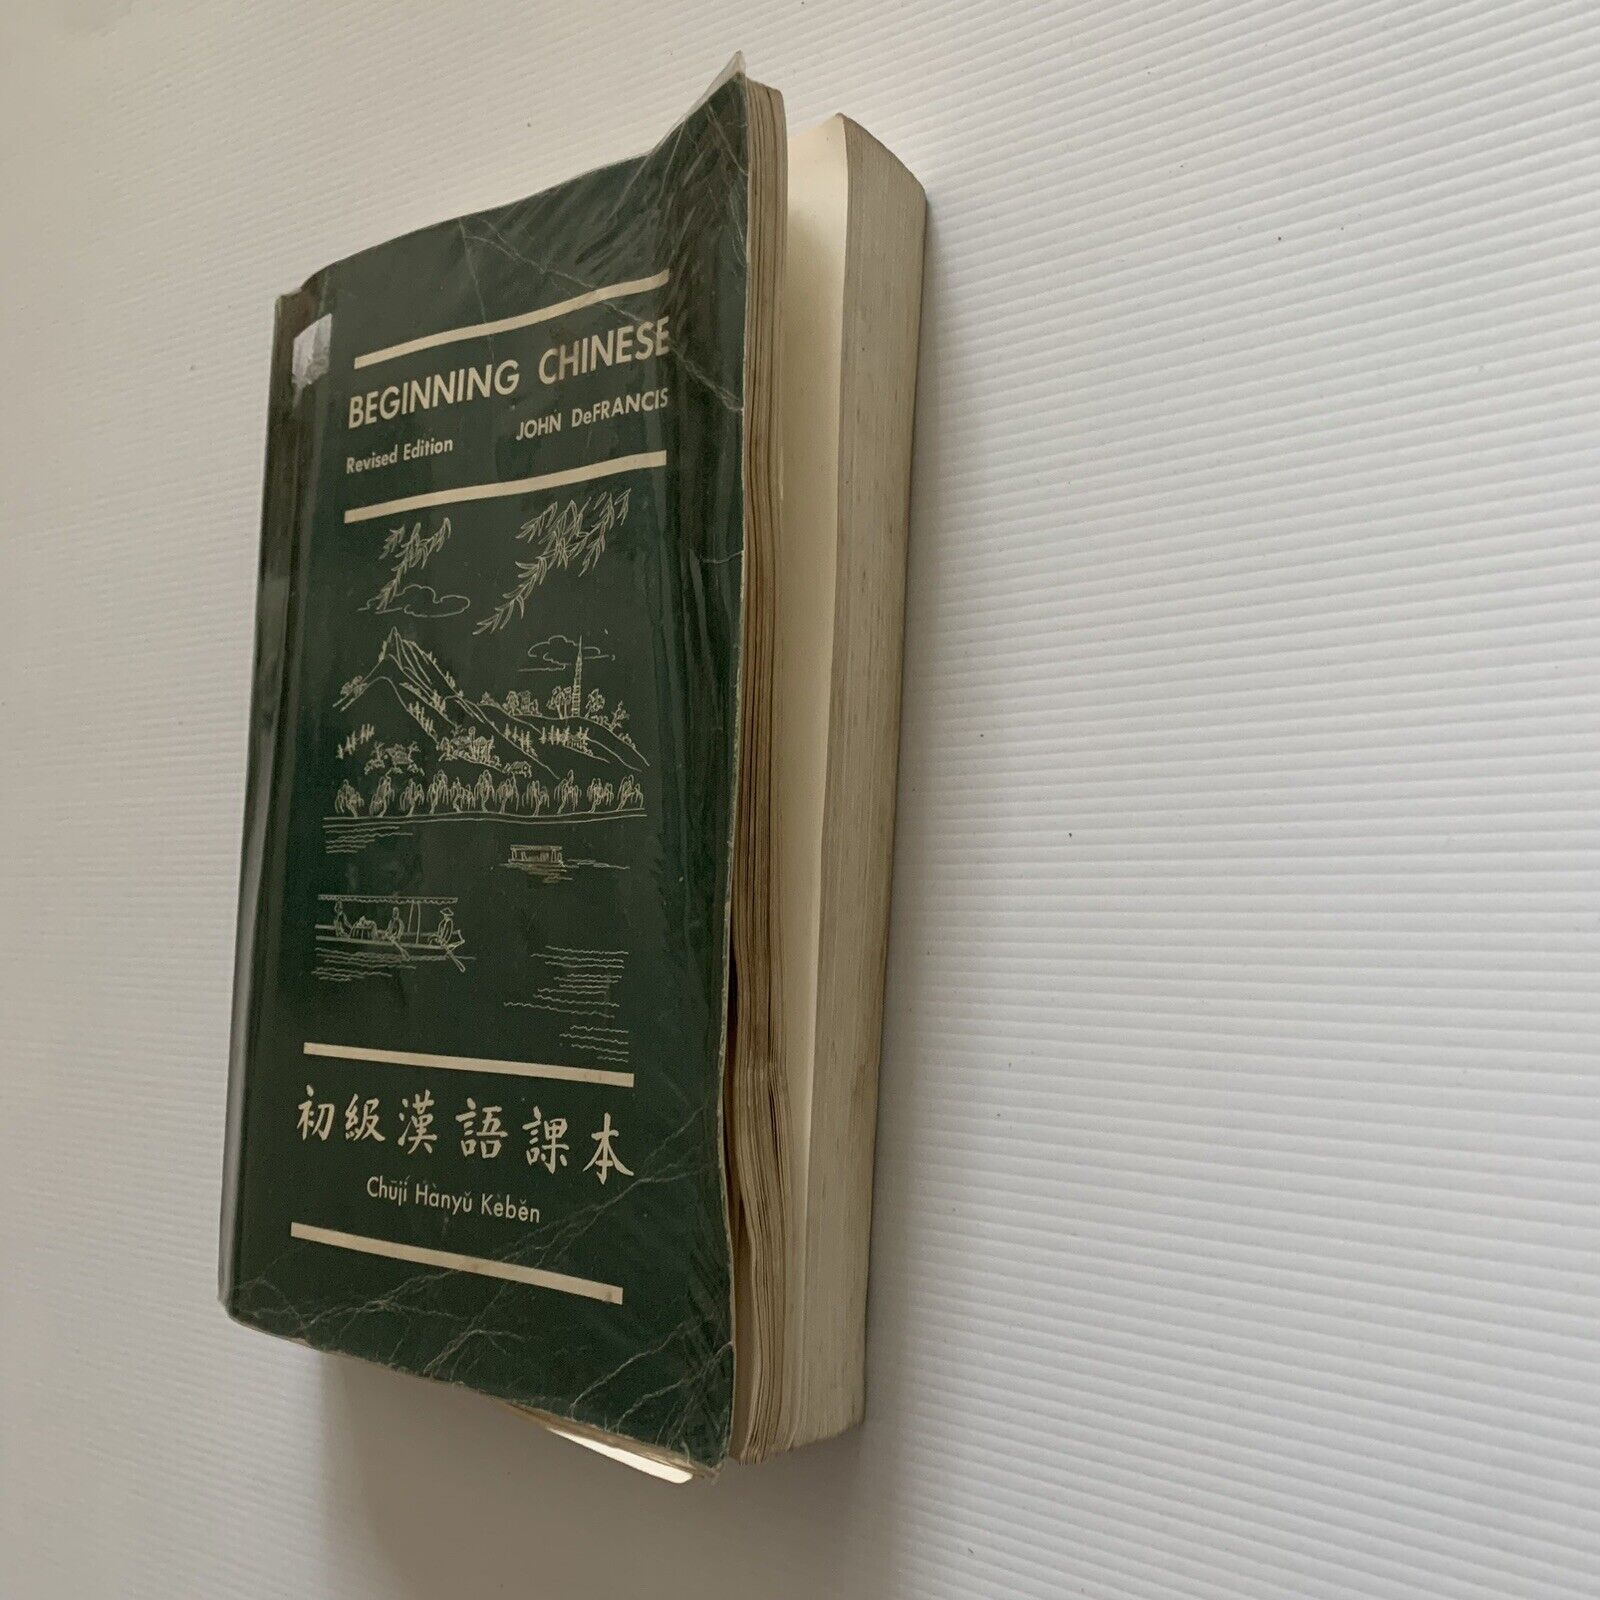 BEGINNING CHINESE
JOHN DeFRANCIS
Revised Edition
初級漢語課本
Chūjí Hànyǔ Kèběn